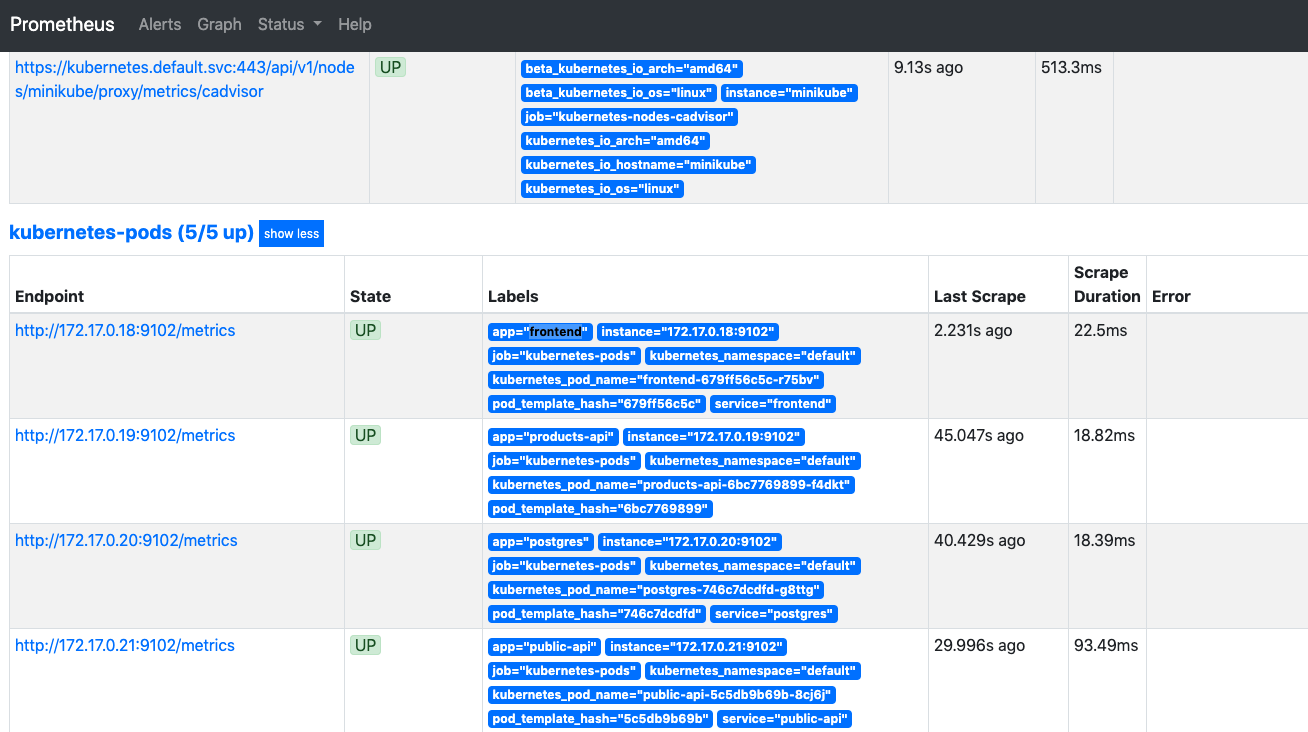 Prometheus Alerts Graph Status Help
https://kubernetes.default.svc:443/api/v1/node UP beta_kubernetes_io_arch="amd64" 9.13s ago 513.3ms
s/minikube/proxy/metrics/cadvisor beta_kubernetes_io_os="linux" instance="minikube"
job="kubernetes-nodes-cadvisor"
kubernetes_io_arch="amd64"
kubernetes_io_hostname="minikube"
kubernetes_io_os="linux"
kubernetes-pods (5/5 up) show less
Scrape
Endpoint State Labels Last Scrape Duration Error
http://172.17.0.18:9102/metrics UP app="frontend" instance="172.17.0.18:9102" 2.231s ago 22.5ms
job="kubernetes-pods" kubernetes_namespace="default"
kubernetes_pod_name="frontend-679ff56c5c-r75bv"
pod_template_hash="679ff56c5c" service="frontend"
http://172.17.0.19:9102/metrics UP app="products-api" instance="172.17.0.19:9102" 45.047s ago 18.82ms
job="kubernetes-pods" kubernetes_namespace="default"
kubernetes_pod_name="products-api-6bc7769899-f4dkt"
pod_template_hash="6bc7769899"
http://172.17.0.20:9102/metrics UP app="postgres" instance="172.17.0.20:9102" 40.429s ago 18.39ms
job="kubernetes-pods" kubernetes_namespace="default"
kubernetes_pod_name="postgres-746c7dcdfd-g8ttg"
pod_template_hash="746c7dcdfd" service="postgres"
http://172.17.0.21:9102/metrics UP app="public-api" instance="172.17.0.21:9102" 29.996s ago 93.49ms
job="kubernetes-pods" kubernetes_namespace="default"
kubernetes_pod_name="public-api-5c5db9b69b-8cj6j"
pod_template_hash="5c5db9b69b" service="public-api"